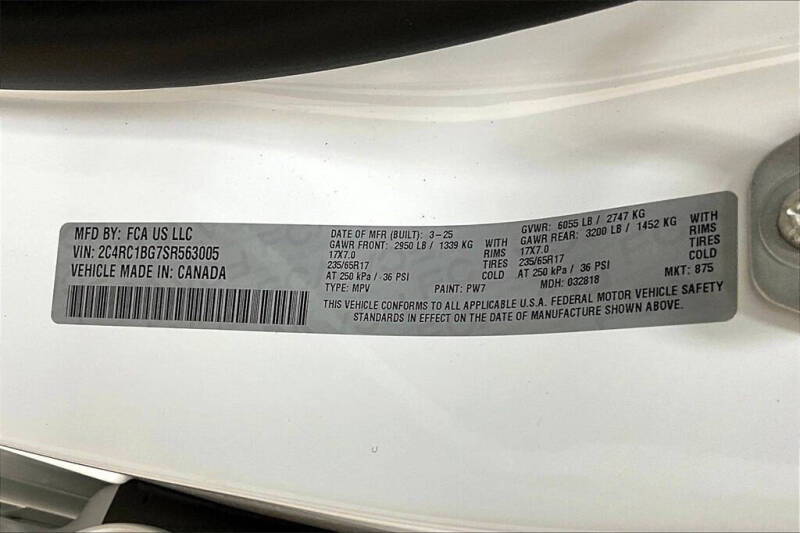 MFD BY: FCA US LLC
VIN: 2C4RC1BG7SR563005
VEHICLE MADE IN: CANADA
DATE OF MFR (BUILT): 3-25
GAWR FRONT: 2950 LB / 1339 KG WITH
17X7.0 RIMS
235/65R17 TIRES
AT 250 kPa / 36 PSI COLD
TYPE: MPV PAINT: PW7
GVWR: 6055 LB / 2747 KG
GAWR REAR: 3200 LB / 1452 KG WITH
17X7.0 RIMS
235/65R17 TIRES
AT 250 kPa / 36 PSI COLD
MDH: 032818 MKT: 875
THIS VEHICLE CONFORMS TO ALL APPLICABLE U.S.A. FEDERAL MOTOR VEHICLE SAFETY
STANDARDS IN EFFECT ON THE DATE OF MANUFACTURE SHOWN ABOVE.